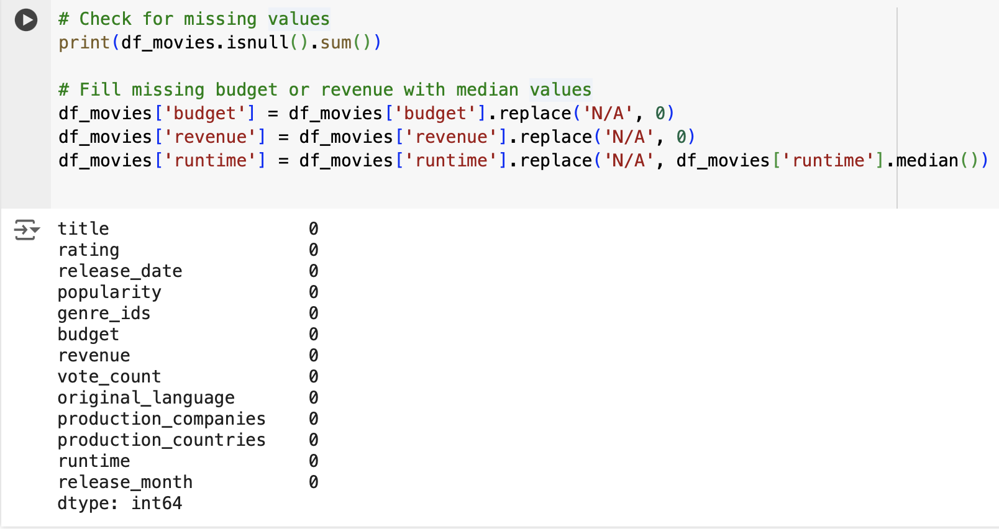 # Check for missing values
print(df_movies.isnull().sum())
# Fill missing budget or revenue with median values
df_movies['budget'] = df_movies['budget'].replace('N/A', 0)
df_movies['revenue'] = df_movies['revenue'].replace('N/A', 0)
df_movies['runtime'] = df_movies['runtime'].replace('N/A', df_movies['runtime'].median())
title 0
rating 0
release_date 0
popularity 0
genre_ids 0
budget 0
revenue 0
vote_count 0
original_language 0
production_companies 0
production_countries 0
runtime 0
release_month 0
dtype: int64